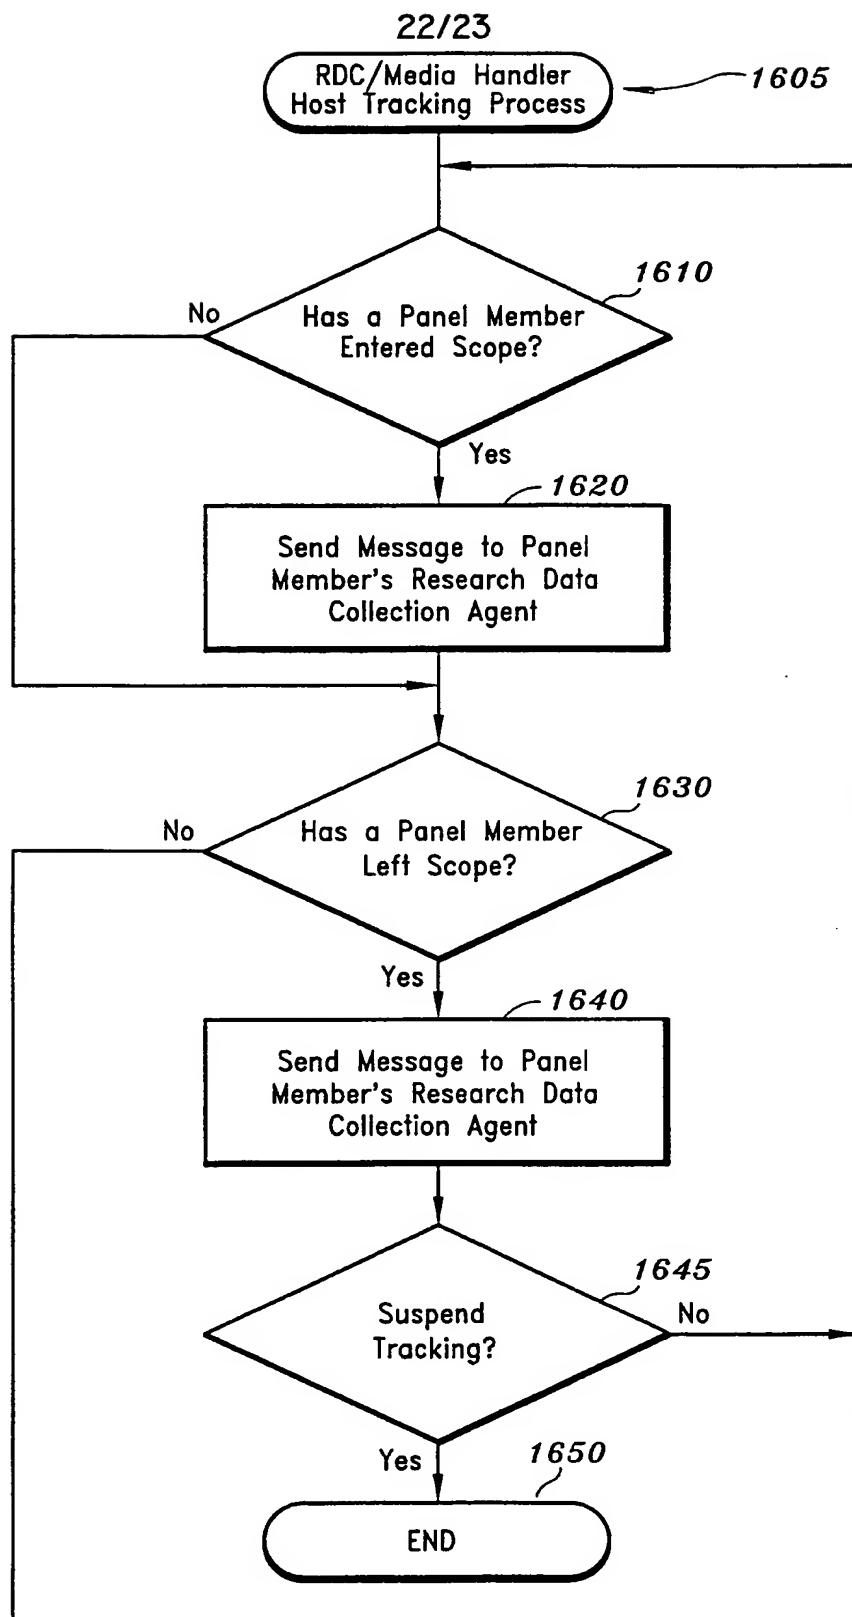 22/23
RDC/Media Handler
Host Tracking Process
1605
1610
No
Has a Panel Member
Entered Scope?
Yes
1620
Send Message to Panel
Member's Research Data
Collection Agent
1630
No
Has a Panel Member
Left Scope?
Yes
1640
Send Message to Panel
Member's Research Data
Collection Agent
1645
Suspend
Tracking?
No
Yes
1650
END